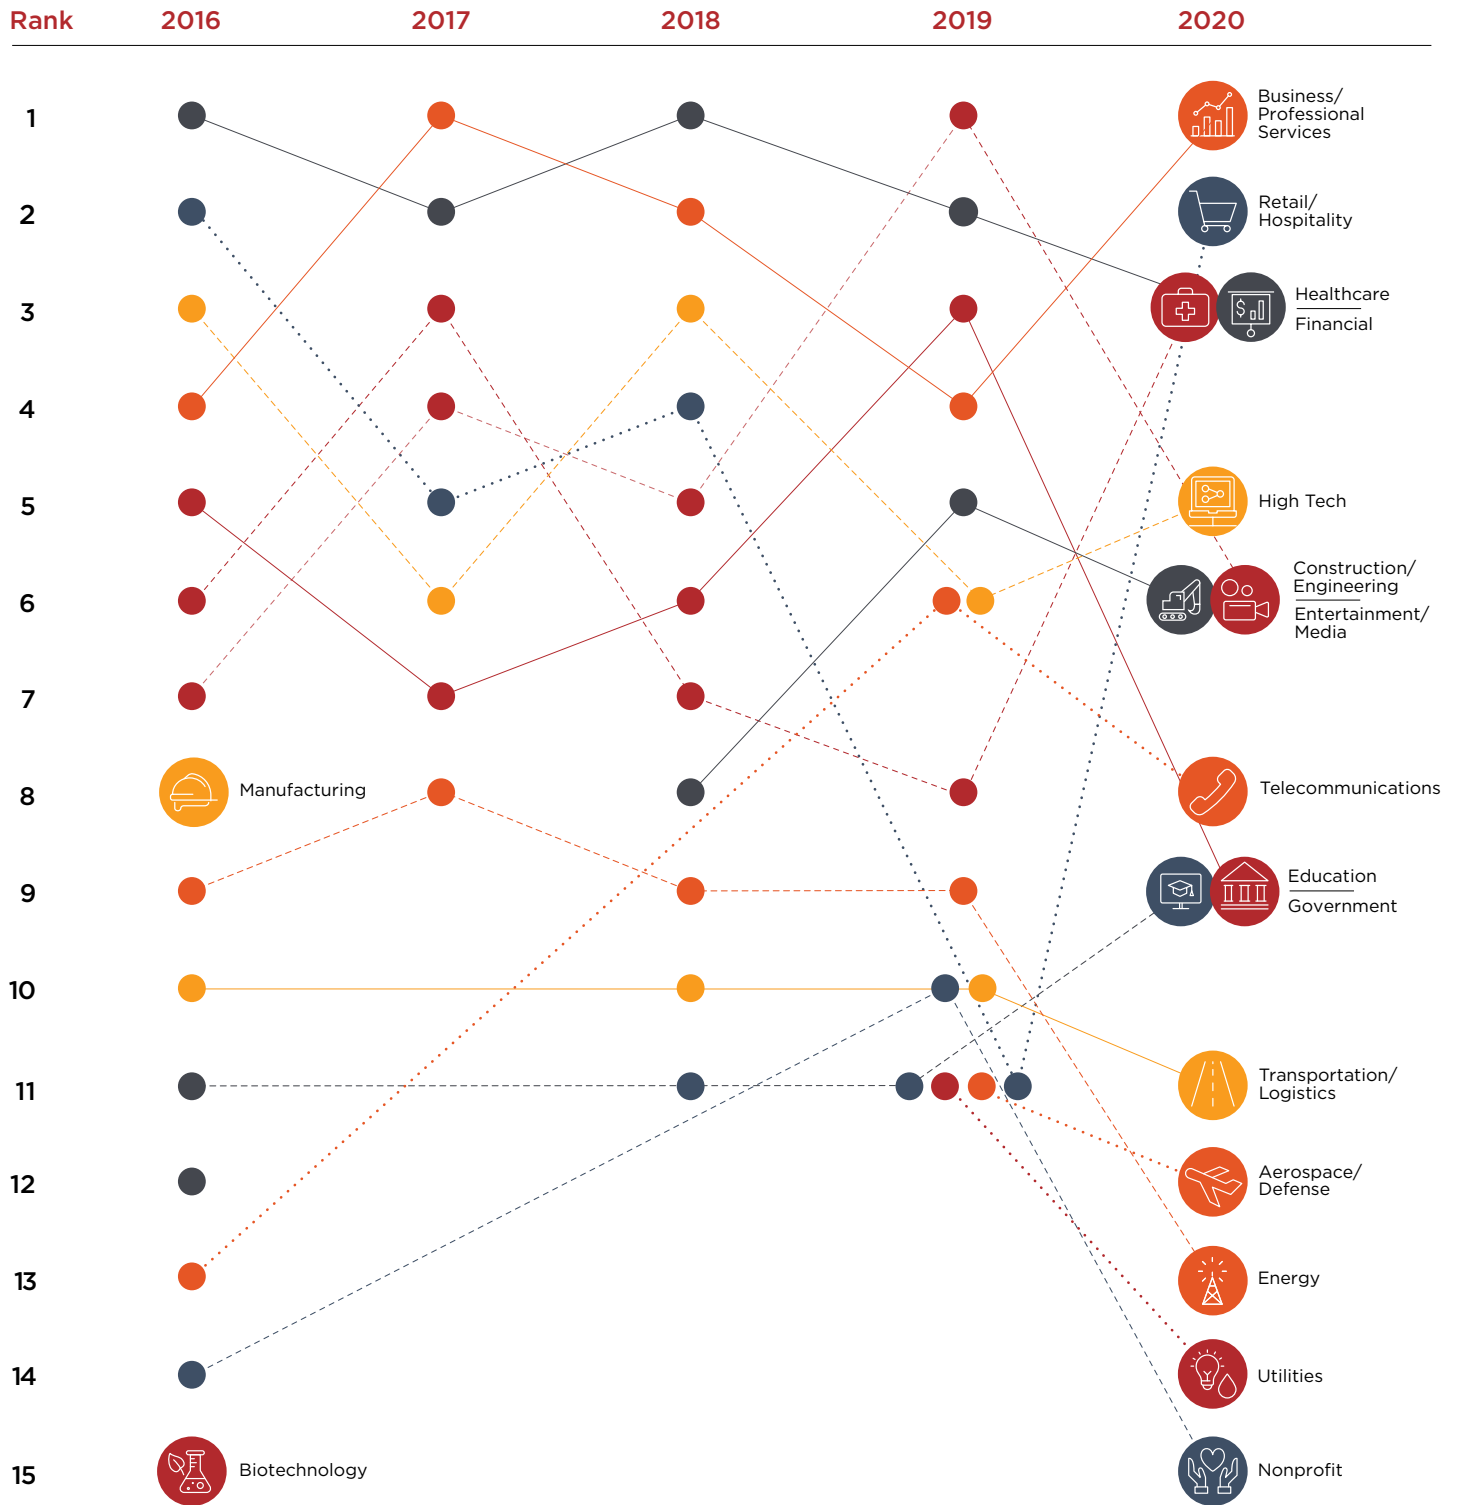 Rank 2016 2017 2018 2019 2020
1
Business/
Professional
Services
2
Retail/
Hospitality
3
Healthcare
Financial
$
4
5
High Tech
6
Construction/
Engineering
Entertainment/
Media
7
8
Manufacturing
Telecommunications
9
Education
Government
10
11
Transportation/
Logistics
12
Aerospace/
Defense
13
Energy
14
Utilities
15
Biotechnology
Nonprofit